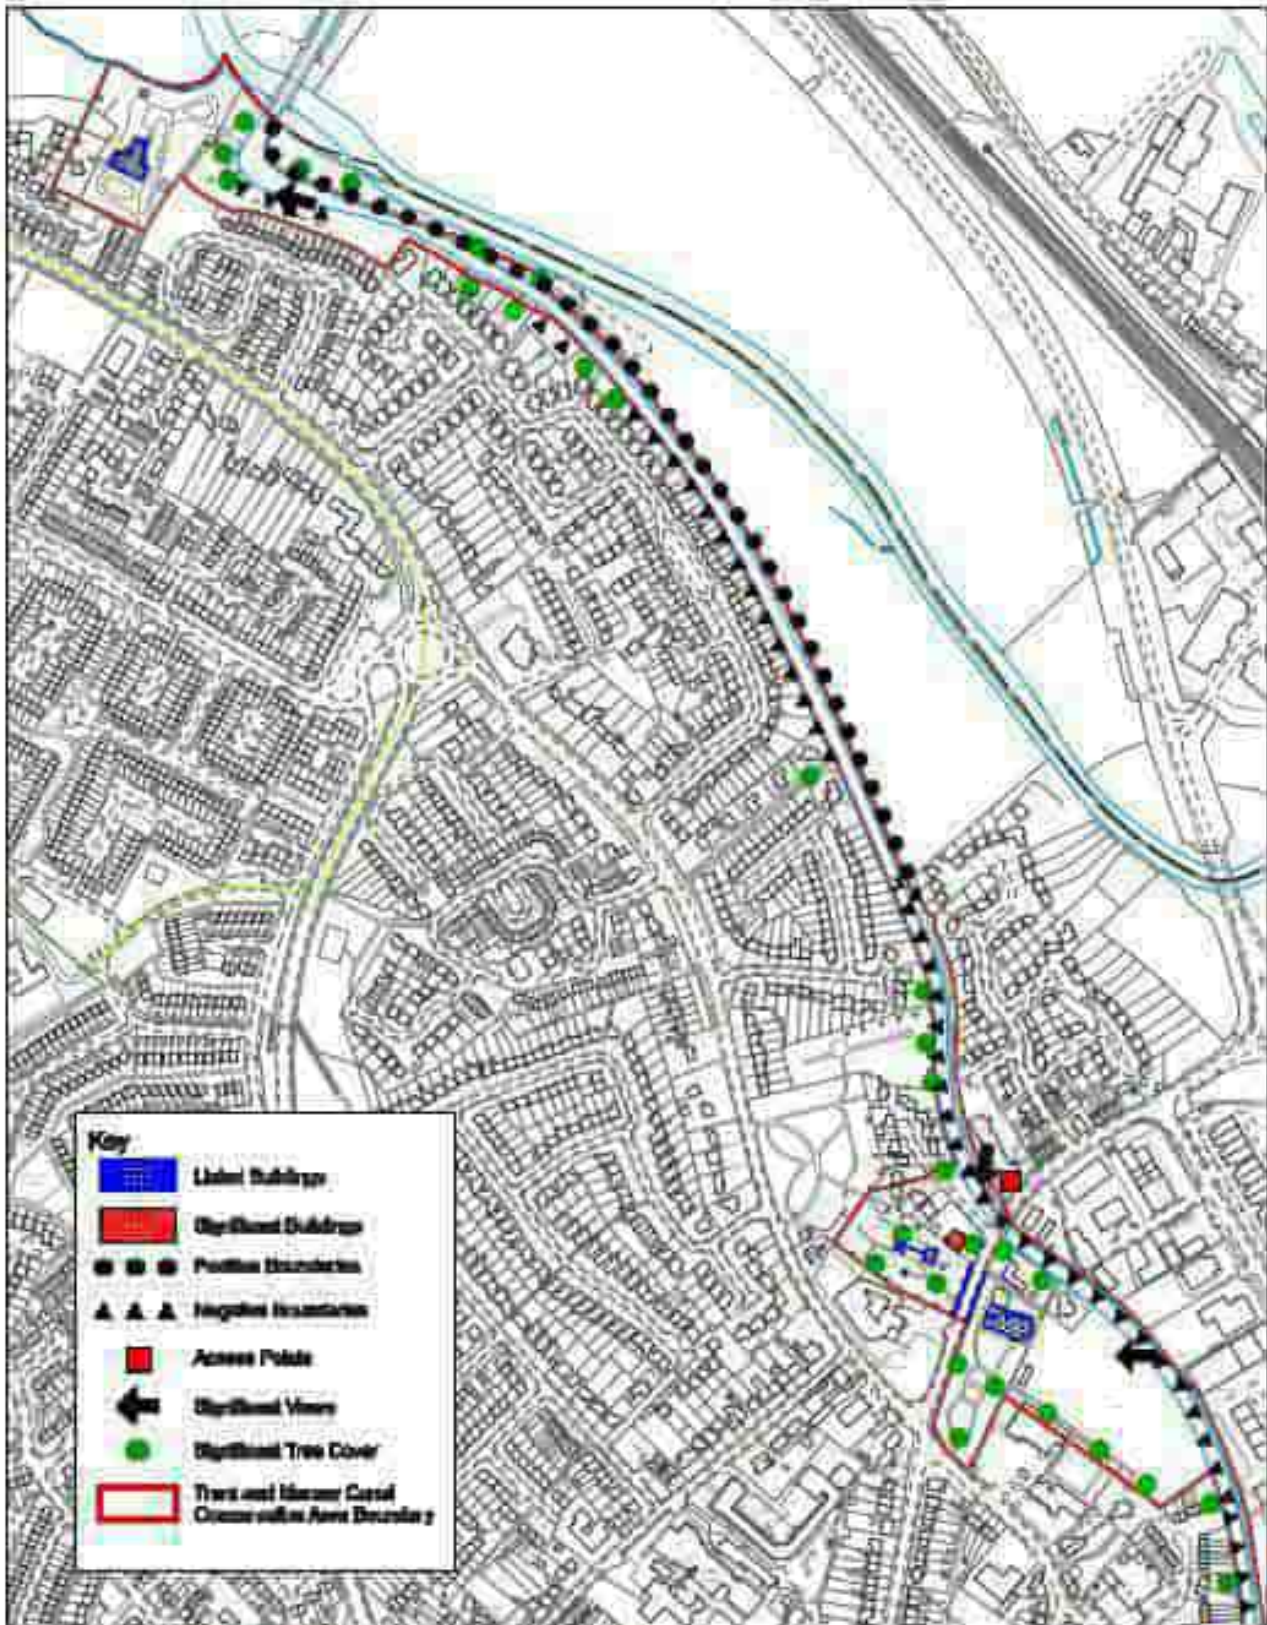 Key
Listed Buildings
Significant Buildings
Positive Boundaries
Negative Boundaries
Access Points
Significant Views
Significant Tree Cover
Trent and Mersey Canal
Conservation Area Boundary